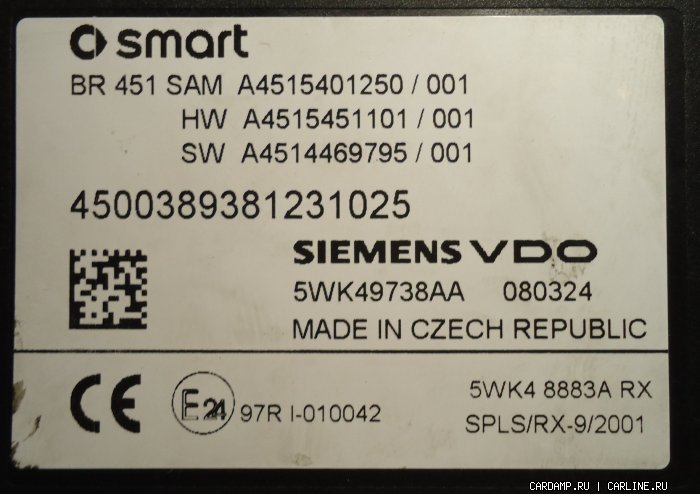 smart
BR 451 SAM A4515401250 / 001
HW A4515451101 / 001
SW A4514469795 / 001
4500389381231025
SIEMENS VDO
5WK49738AA 080324
MADE IN CZECH REPUBLIC
CE E24 97R I-010042
5WK4 8883A RX
SPLS/RX-9/2001
CARDAMP.RU | CARLINE.RU